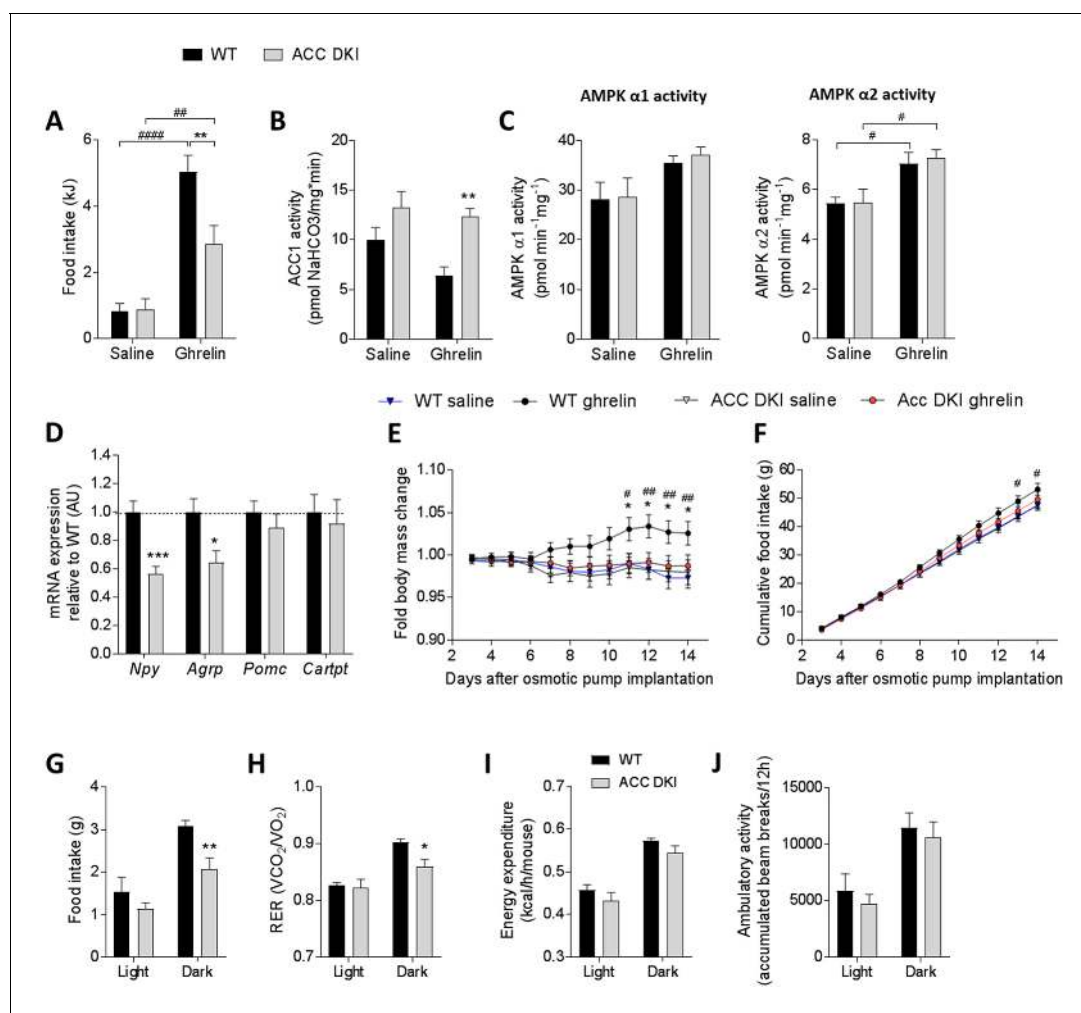 WT ACC DKI
A
## 
#### **
6
4
2
0
Food intake (kJ)
Saline Ghrelin
B
20
15
10
5
0
ACC1 activity
(pmol NaHCO3/mg*min)
**
Saline Ghrelin
C
AMPK α1 activity
40
30
20
10
0
AMPK α1 activity
(pmol min-1mg-1)
Saline Ghrelin
AMPK α2 activity
#
#
8
6
4
2
0
AMPK α2 activity
(pmol min-1mg-1)
Saline Ghrelin
WT saline WT ghrelin ACC DKI saline Acc DKI ghrelin
D
1.4
1.2
1.0
0.8
0.6
0.4
0.2
0.0
mRNA expression
relative to WT (AU)
*** *
Npy Agrp Pomc Cartpt
E
1.10
1.05
1.00
0.95
0.90
Fold body mass change
# ## ## ##
* * * *
2 4 6 8 10 12 14
Days after osmotic pump implantation
F
60
50
40
30
20
10
0
Cumulative food intake (g)
# #
2 4 6 8 10 12 14
Days after osmotic pump implantation
G
4
3
2
1
0
Food intake (g)
**
Light Dark
H
1.0
0.9
0.8
0.7
RER (VCO2/VO2)
*
Light Dark
I
WT
ACC DKI
0.7
0.6
0.5
0.4
0.3
Energy expenditure
(kcal/h/mouse)
Light Dark
J
15000
10000
5000
0
Ambulatory activity
(accumulated beam breaks/12h)
Light Dark